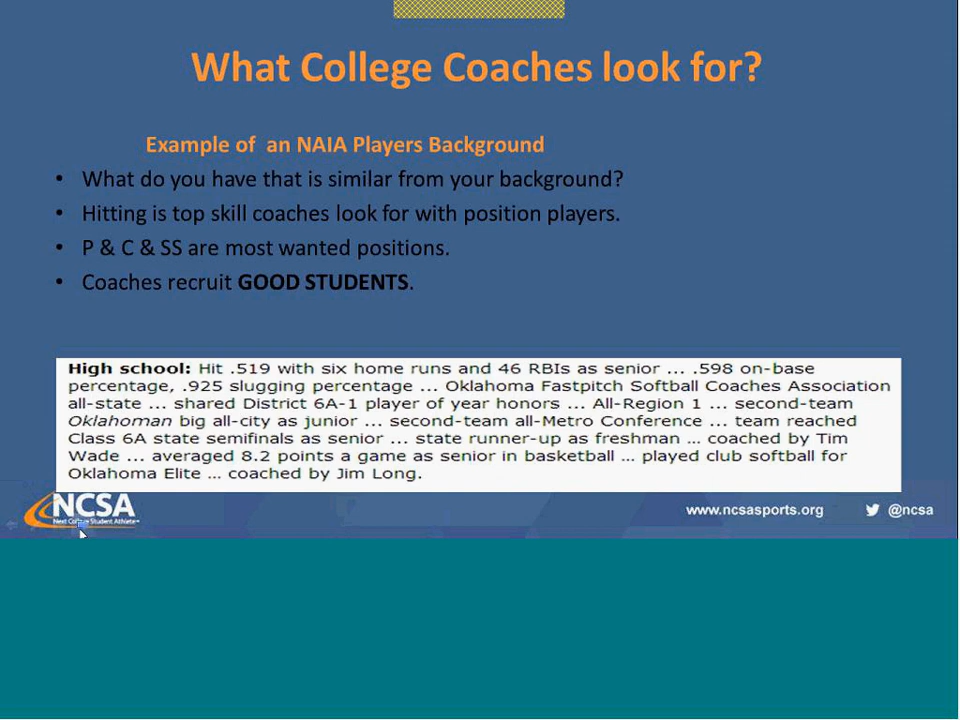 What College Coaches look for?
Example of an NAIA Players Background
• What do you have that is similar from your background?
• Hitting is top skill coaches look for with position players.
• P & C & SS are most wanted positions.
• Coaches recruit GOOD STUDENTS.
High school: Hit .519 with six home runs and 46 RBIs as senior ... .598 on-base
percentage, .925 slugging percentage ... Oklahoma Fastpitch Softball Coaches Association
all-state ... shared District 6A-1 player of year honors ... All-Region 1 ... second-team
Oklahoman big all-city as junior ... second-team all-Metro Conference ... team reached
Class 6A state semifinals as senior ... state runner-up as freshman ... coached by Tim
Wade ... averaged 8.2 points a game as senior in basketball ... played club softball for
Oklahoma Elite ... coached by Jim Long.
NCSA
Next College Student Athlete
www.ncsasports.org
@ncsa